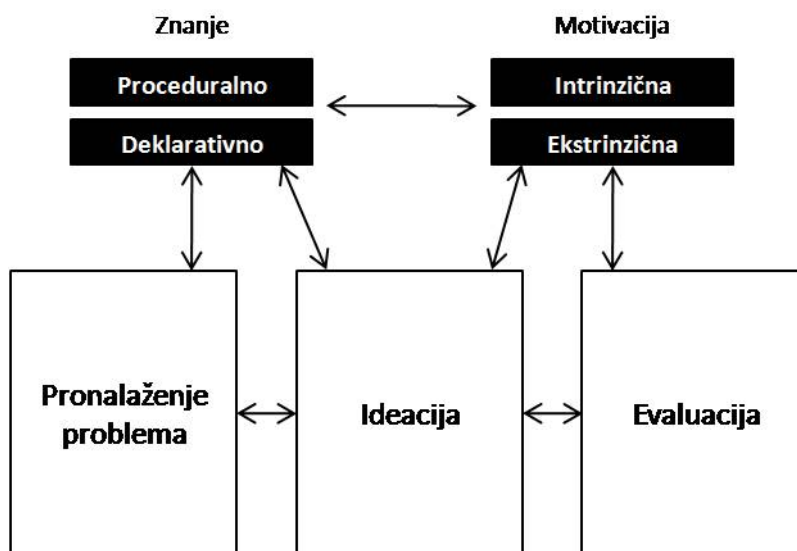 Znanje
Motivacija
Proceduralno
Intrinzična
Deklarativno
Ekstrinzična
Pronalaženje
problema
Ideacija
Evaluacija